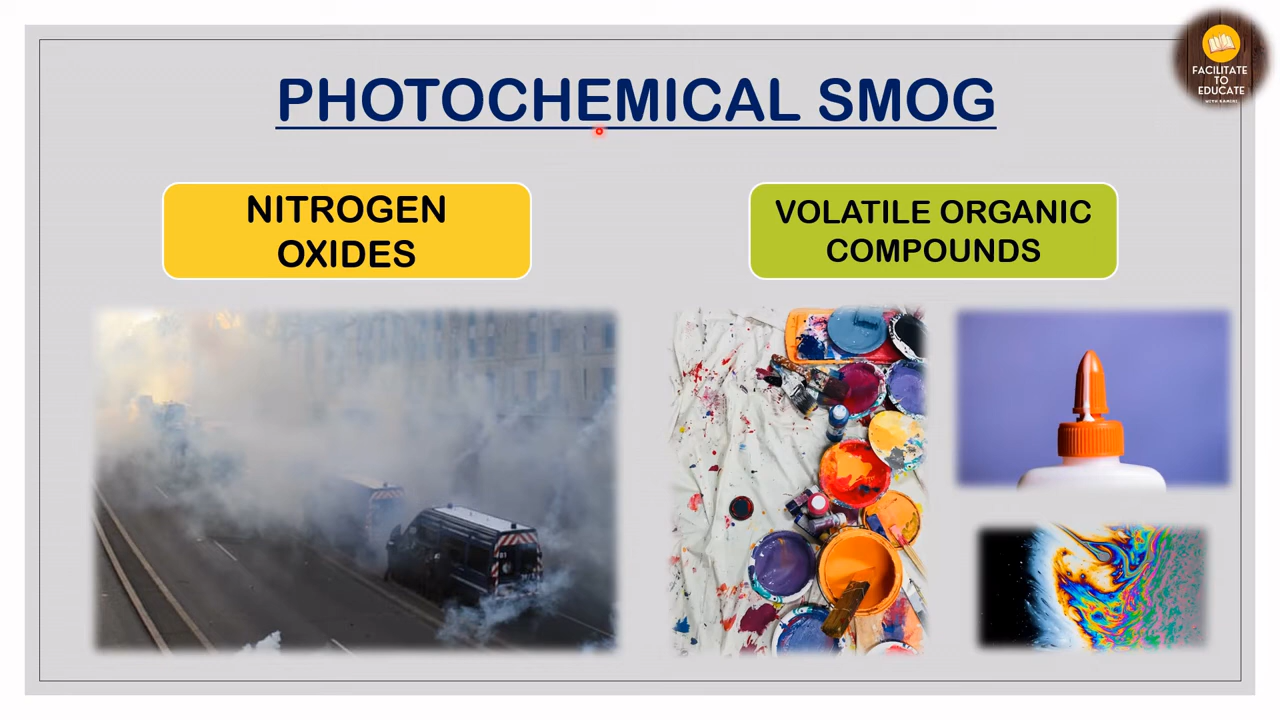 PHOTOCHEMICAL SMOG
NITROGEN
OXIDES
VOLATILE ORGANIC
COMPOUNDS
FACILITATE
TO
EDUCATE